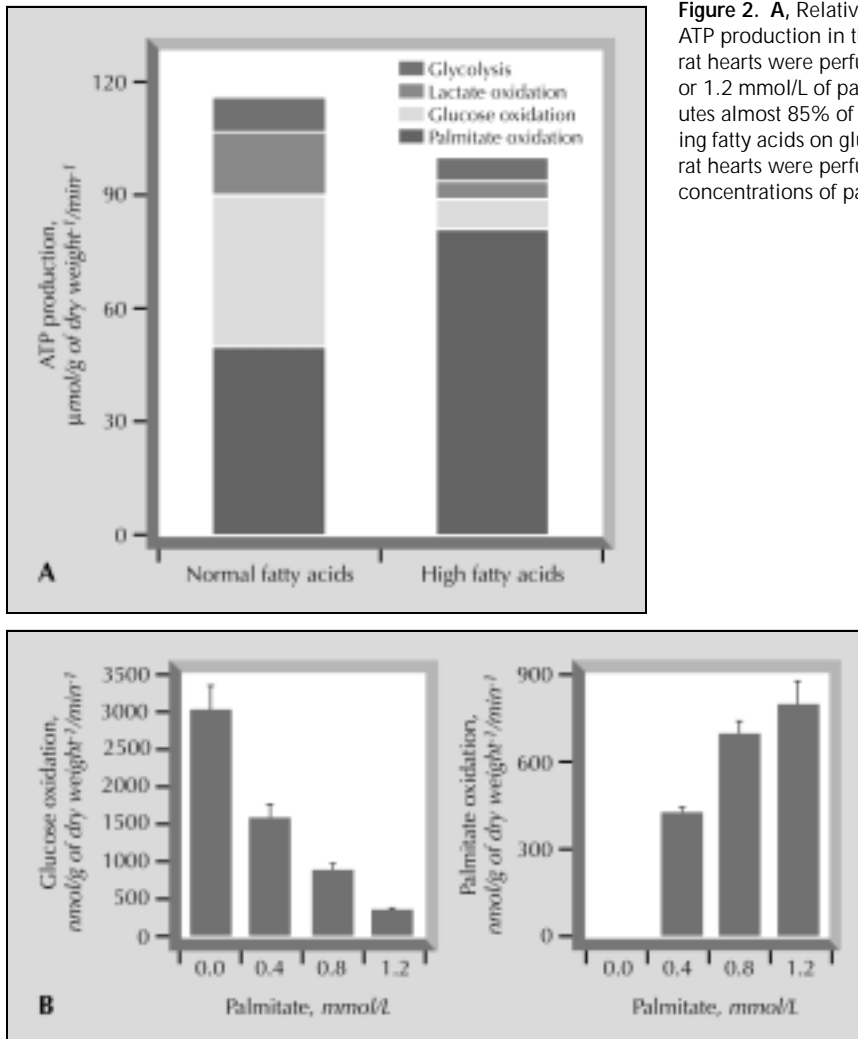 Figure 2. A, Relativ
ATP production in th
rat hearts were perfu
or 1.2 mmol/L of pa
utes almost 85% of
ing fatty acids on glu
rat hearts were perfu
concentrations of pa
Glycolysis
Lactate oxidation
Glucose oxidation
Palmitate oxidation
120
90
60
30
0
ATP production,
µmol/g of dry weight⁻¹/min⁻¹
A
Normal fatty acids
High fatty acids
3500
3000
2500
2000
1500
1000
500
0
Glucose oxidation,
nmol/g of dry weight⁻¹/min⁻¹
0.0 0.4 0.8 1.2
Palmitate, mmol/L
900
600
300
0
Palmitate oxidation,
nmol/g of dry weight⁻¹/min⁻¹
0.0 0.4 0.8 1.2
Palmitate, mmol/L
B